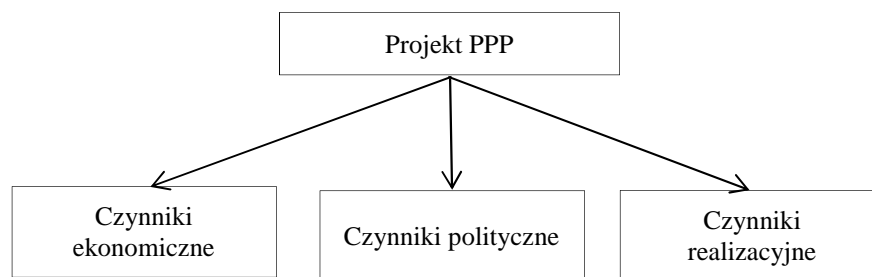 Projekt PPP
Czynniki
ekonomiczne
Czynniki polityczne
Czynniki
realizacyjne